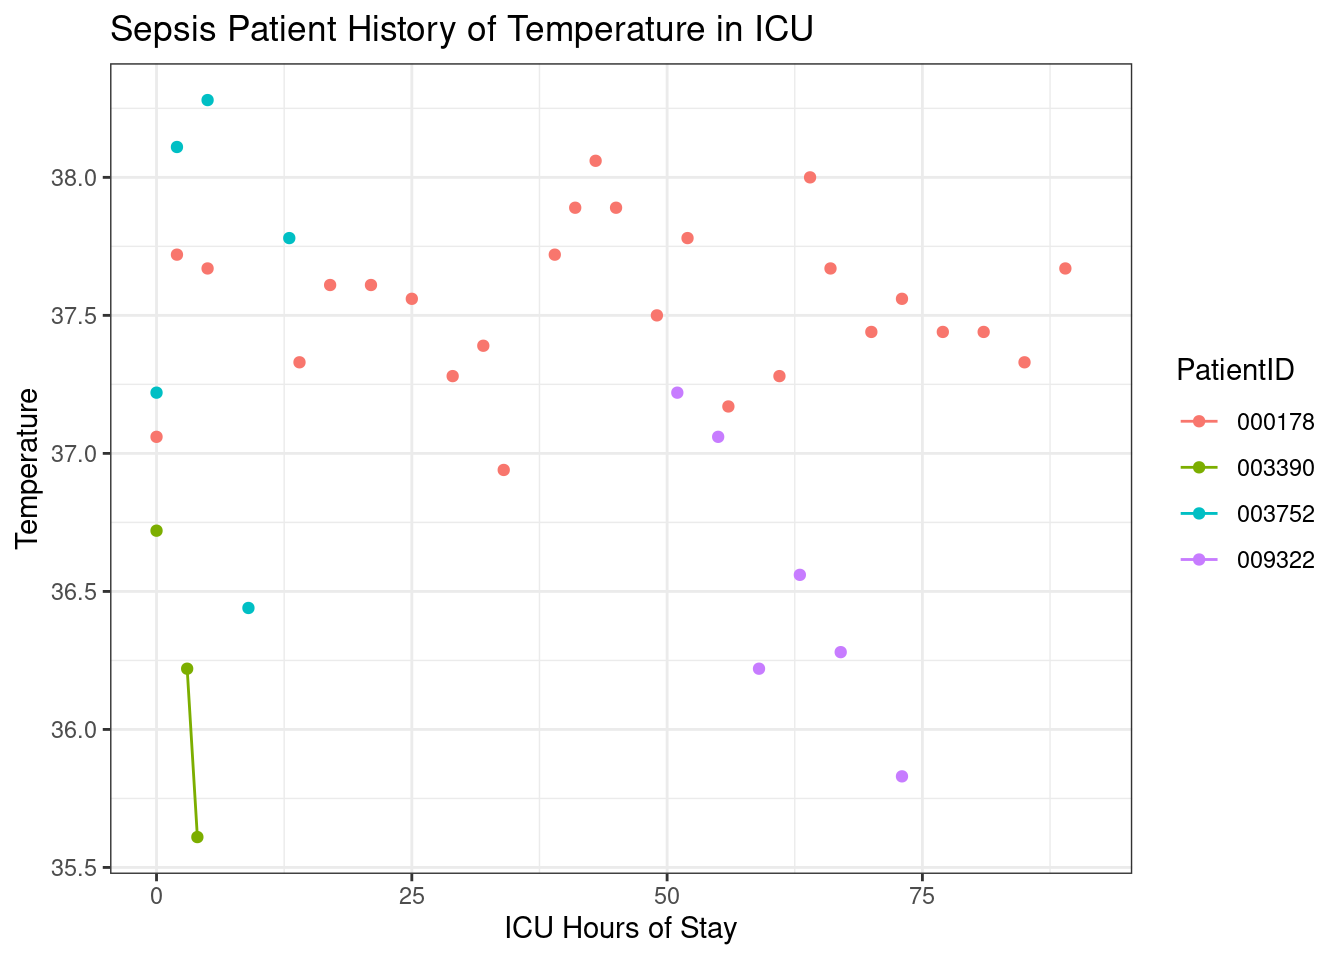 Sepsis Patient History of Temperature in ICU
38.0
37.5
37.0
36.5
36.0
35.5
Temperature
0 25 50 75
ICU Hours of Stay
PatientID
000178
003390
003752
009322